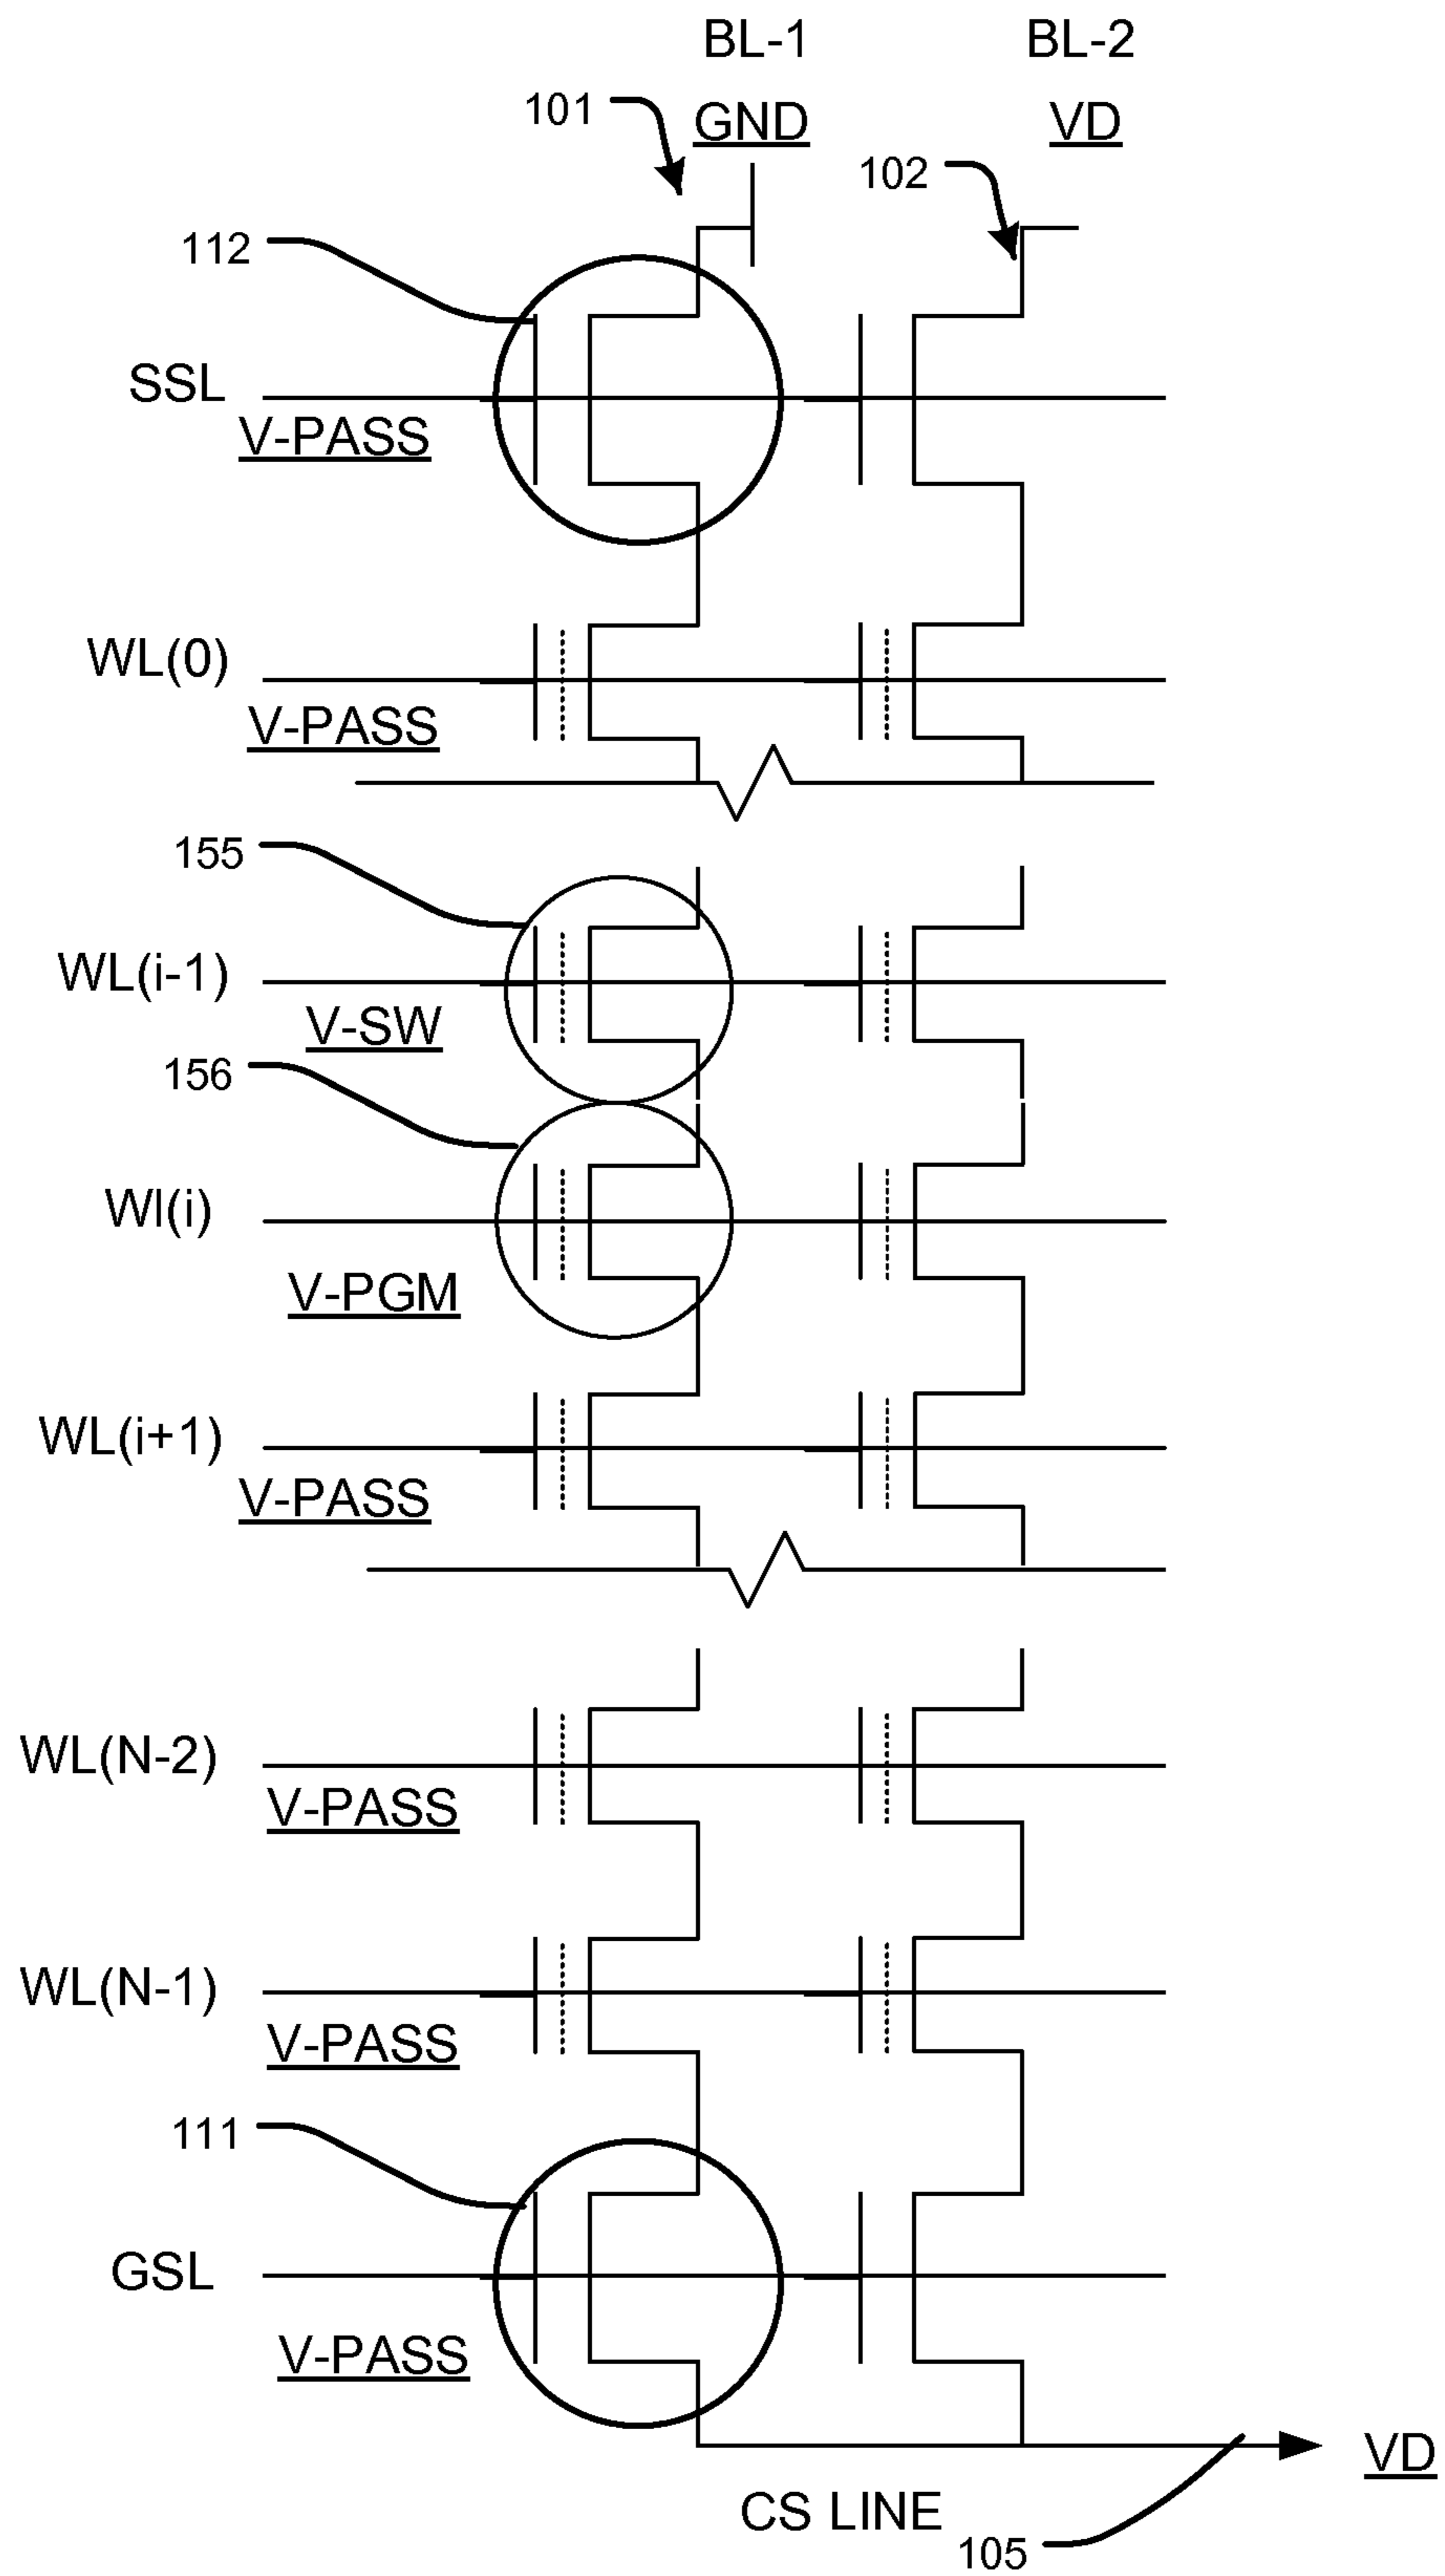 BL-1 BL-2
101 GND VD
102
112
SSL
V-PASS
WL(0)
V-PASS
155
WL(i-1)
V-SW
156
Wl(i)
V-PGM
WL(i+1)
V-PASS
WL(N-2)
V-PASS
WL(N-1)
V-PASS
111
GSL
V-PASS
VD
CS LINE
105